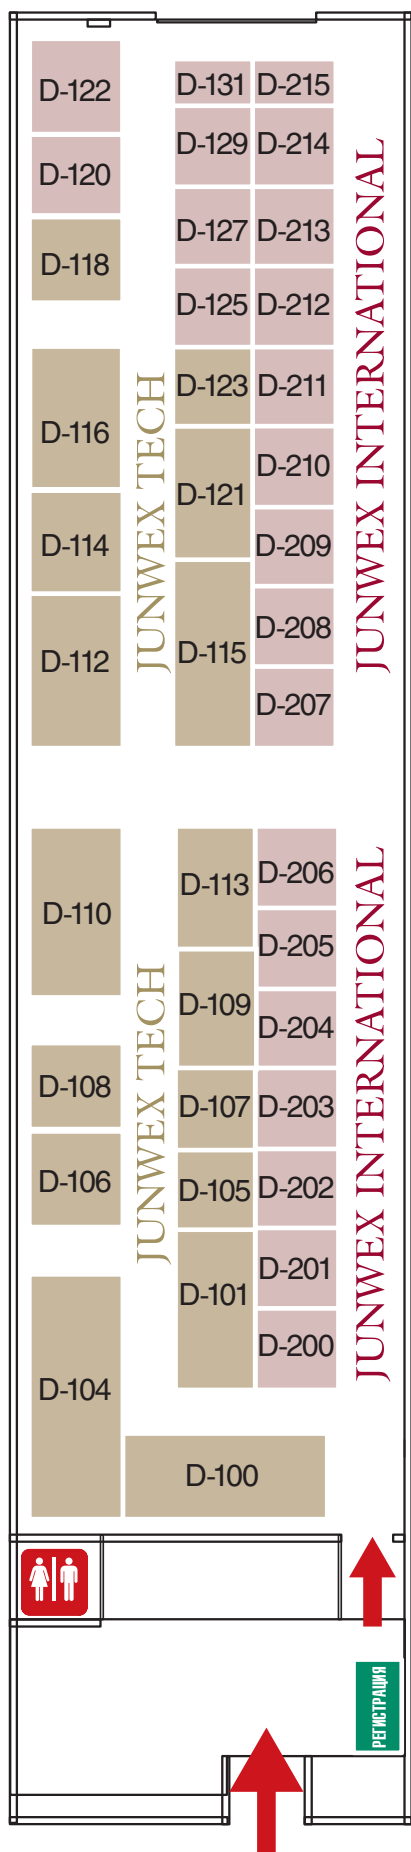 D-122
D-131
D-215
D-129
D-214
D-120
D-127
D-213
D-118
D-125
D-212
D-123
D-211
D-116
D-210
D-121
D-114
D-209
D-208
D-112
D-115
D-207
JUNWEX TECH
JUNWEX INTERNATIONAL
D-206
D-113
D-110
D-205
D-109
D-204
D-108
D-107
D-203
D-106
D-105
D-202
D-201
D-101
D-200
D-104
D-100
JUNWEX TECH
JUNWEX INTERNATIONAL
РЕГИСТРАЦИЯ